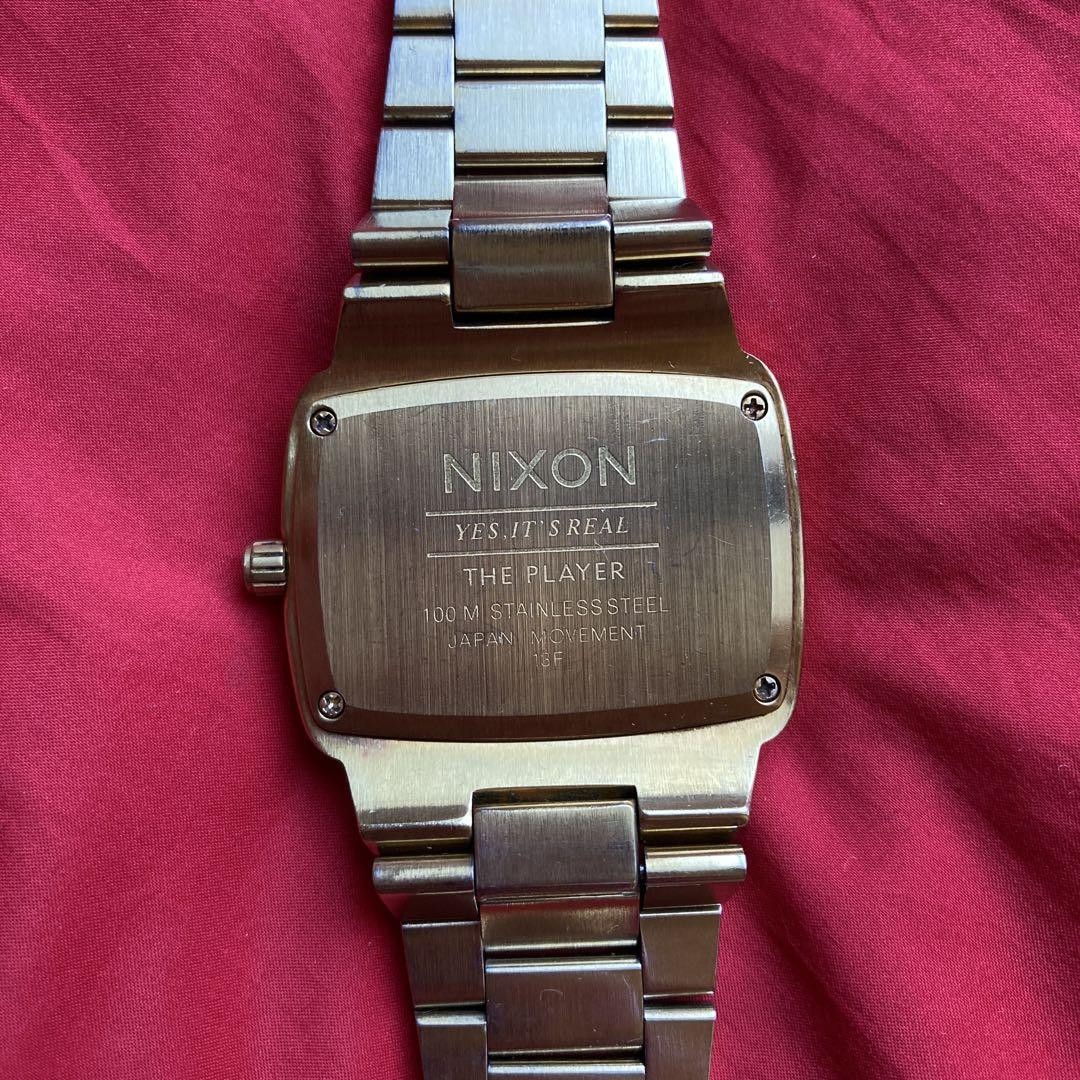 NIXON
YES, IT'S REAL
THE PLAYER
100 M STAINLESS STEEL
JAPAN MOVEMENT
13F